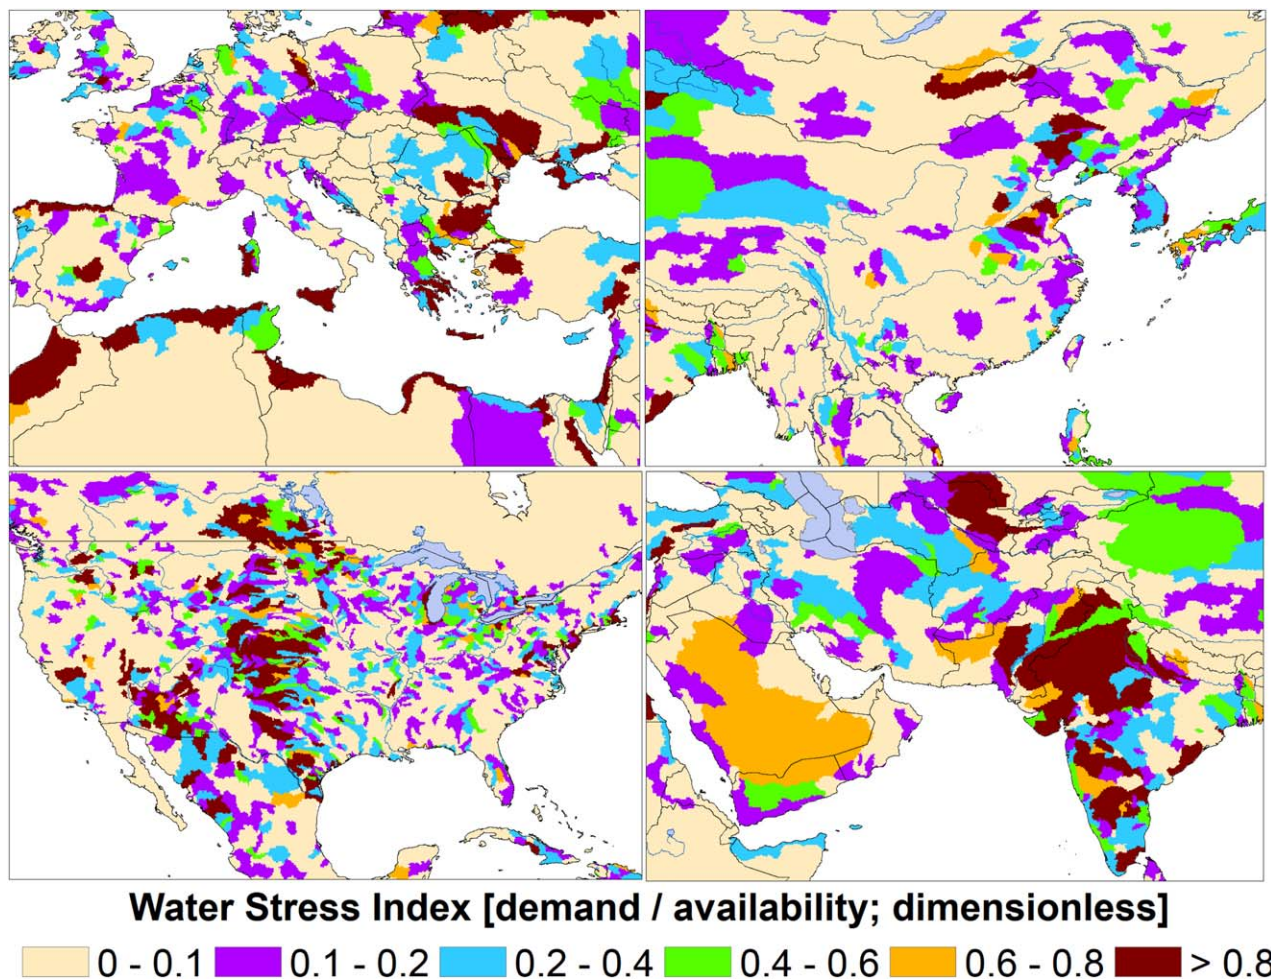 Water Stress Index [demand / availability; dimensionless]
0 - 0.1 0.1 - 0.2 0.2 - 0.4 0.4 - 0.6 0.6 - 0.8 > 0.8